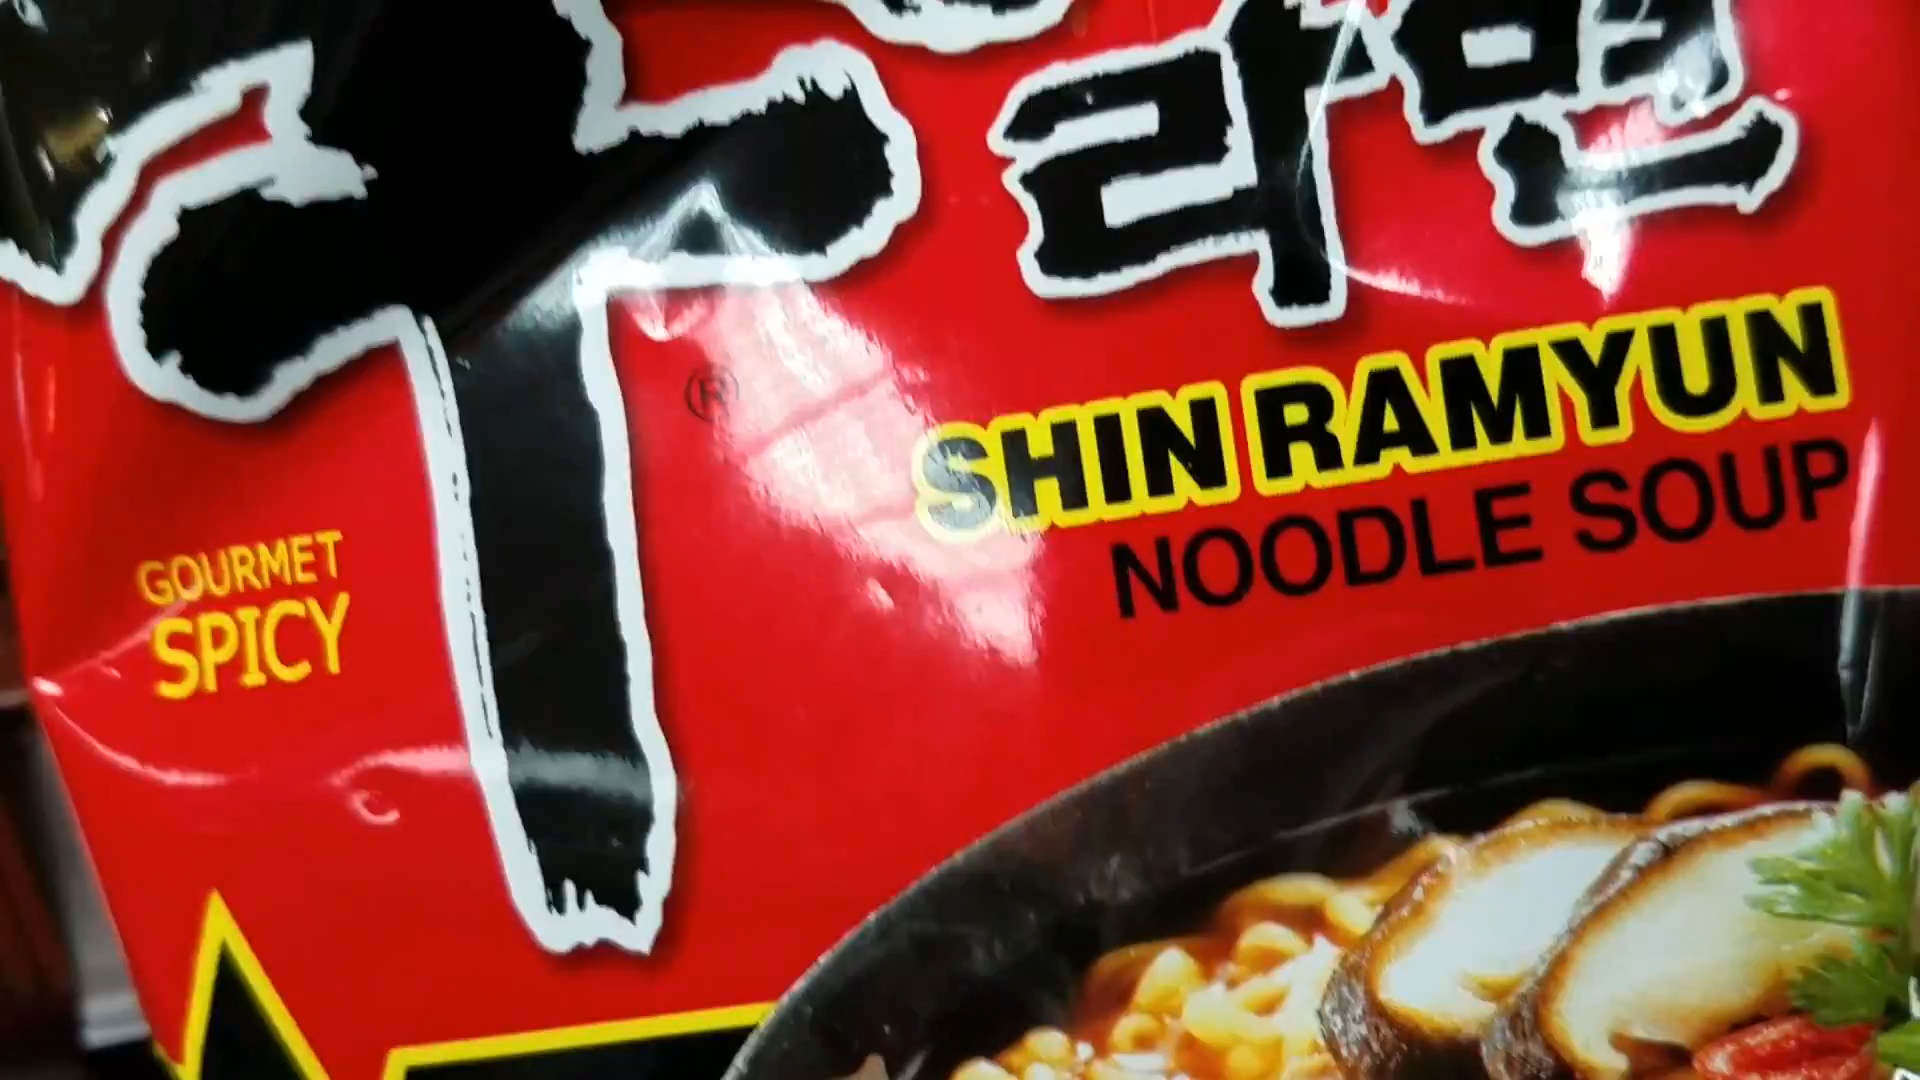 라면
®
SHIN RAMYUN
NOODLE SOUP
GOURMET
SPICY